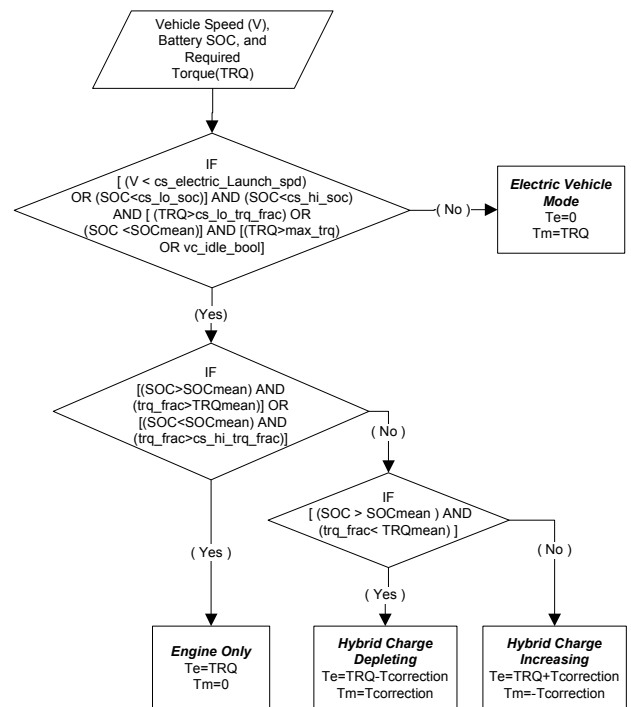 Vehicle Speed (V),
Battery SOC, and
Required
Torque(TRQ)
IF
[ (V < cs_electric_Launch_spd)
OR (SOC<cs_lo_soc)] AND (SOC<cs_hi_soc)
AND [ (TRQ>cs_lo_trq_frac) OR
(SOC <SOCmean)] AND [(TRQ>max_trq)
OR vc_idle_bool]
( No )
Electric Vehicle
Mode
Te=0
Tm=TRQ
(Yes)
IF
[(SOC>SOCmean) AND
(trq_frac>TRQmean)] OR
[(SOC<SOCmean) AND
(trq_frac>cs_hi_trq_frac)]
( No )
IF
[ (SOC > SOCmean ) AND
(trq_frac< TRQmean) ]
( Yes )
( No )
( Yes )
Engine Only
Te=TRQ
Tm=0
Hybrid Charge
Depleting
Te=TRQ-Tcorrection
Tm=Tcorrection
Hybrid Charge
Increasing
Te=TRQ+Tcorrection
Tm=-Tcorrection